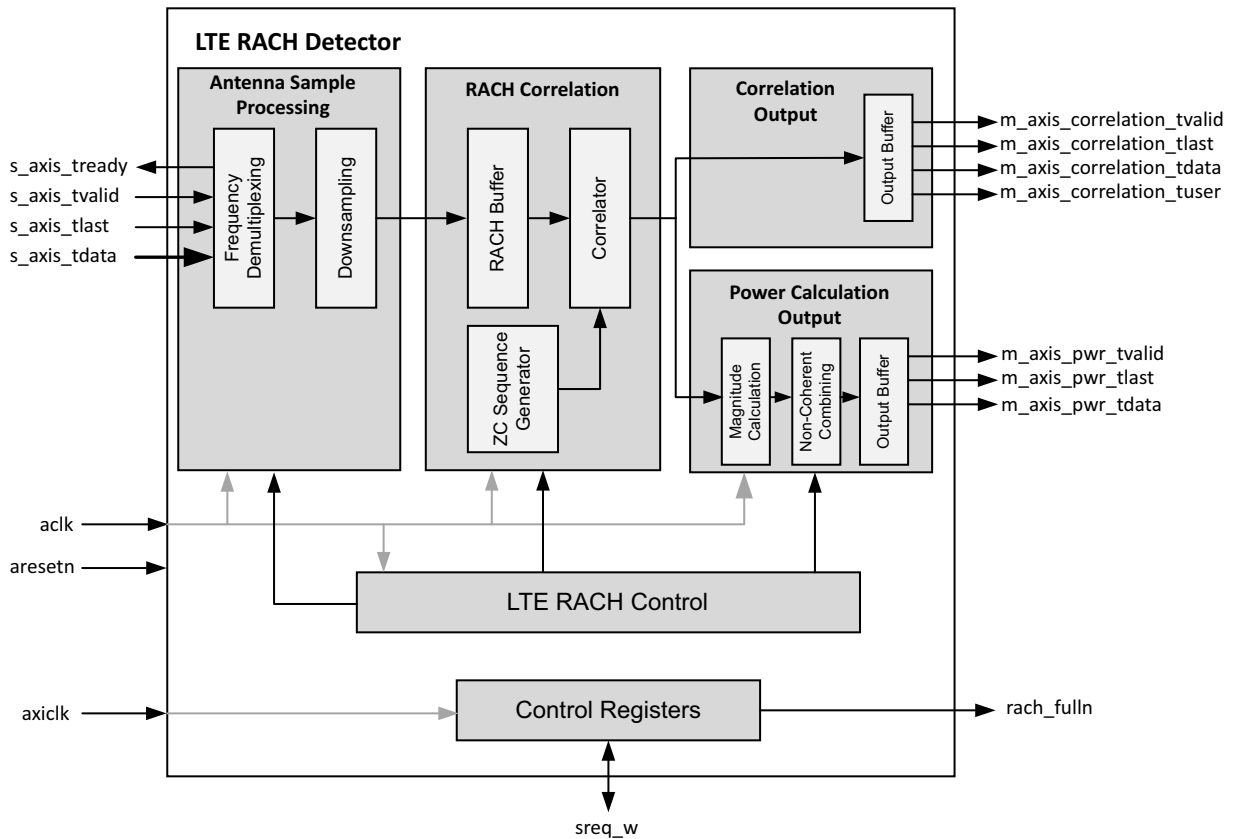 LTE RACH Detector
Antenna Sample
Processing
RACH Correlation
Correlation
Output
s_axis_tready
s_axis_tvalid
s_axis_tlast
s_axis_tdata
Frequency
Demultiplexing
Downsampling
RACH Buffer
Correlator
ZC Sequence
Generator
Output Buffer
m_axis_correlation_tvalid
m_axis_correlation_tlast
m_axis_correlation_tdata
m_axis_correlation_tuser
Power Calculation
Output
Magnitude
Calculation
Non-Coherent
Combining
Output Buffer
m_axis_pwr_tvalid
m_axis_pwr_tlast
m_axis_pwr_tdata
aclk
aresetn
LTE RACH Control
axiclk
Control Registers
rach_fulln
sreq_w